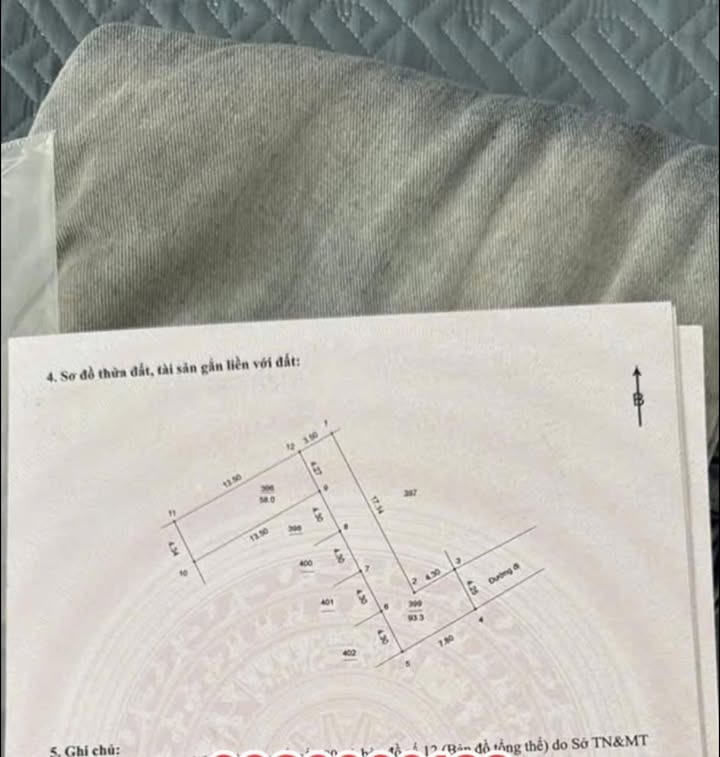 4. Sơ đồ thửa đất, tài sản gắn liền với đất:
B
1
12 3.50
13.50 4.27
396
58.0
9
397
11
17.14
4.30
13.50 398 8
4.34
10
400 4.30
7
2 4.30 3
Đường đi
401 4.30 6
399
93.3
4.25
4
4.20
402 7.80
5
5. Ghi chú:
12 (Bản đồ tổng thể) do Sở TN&MT